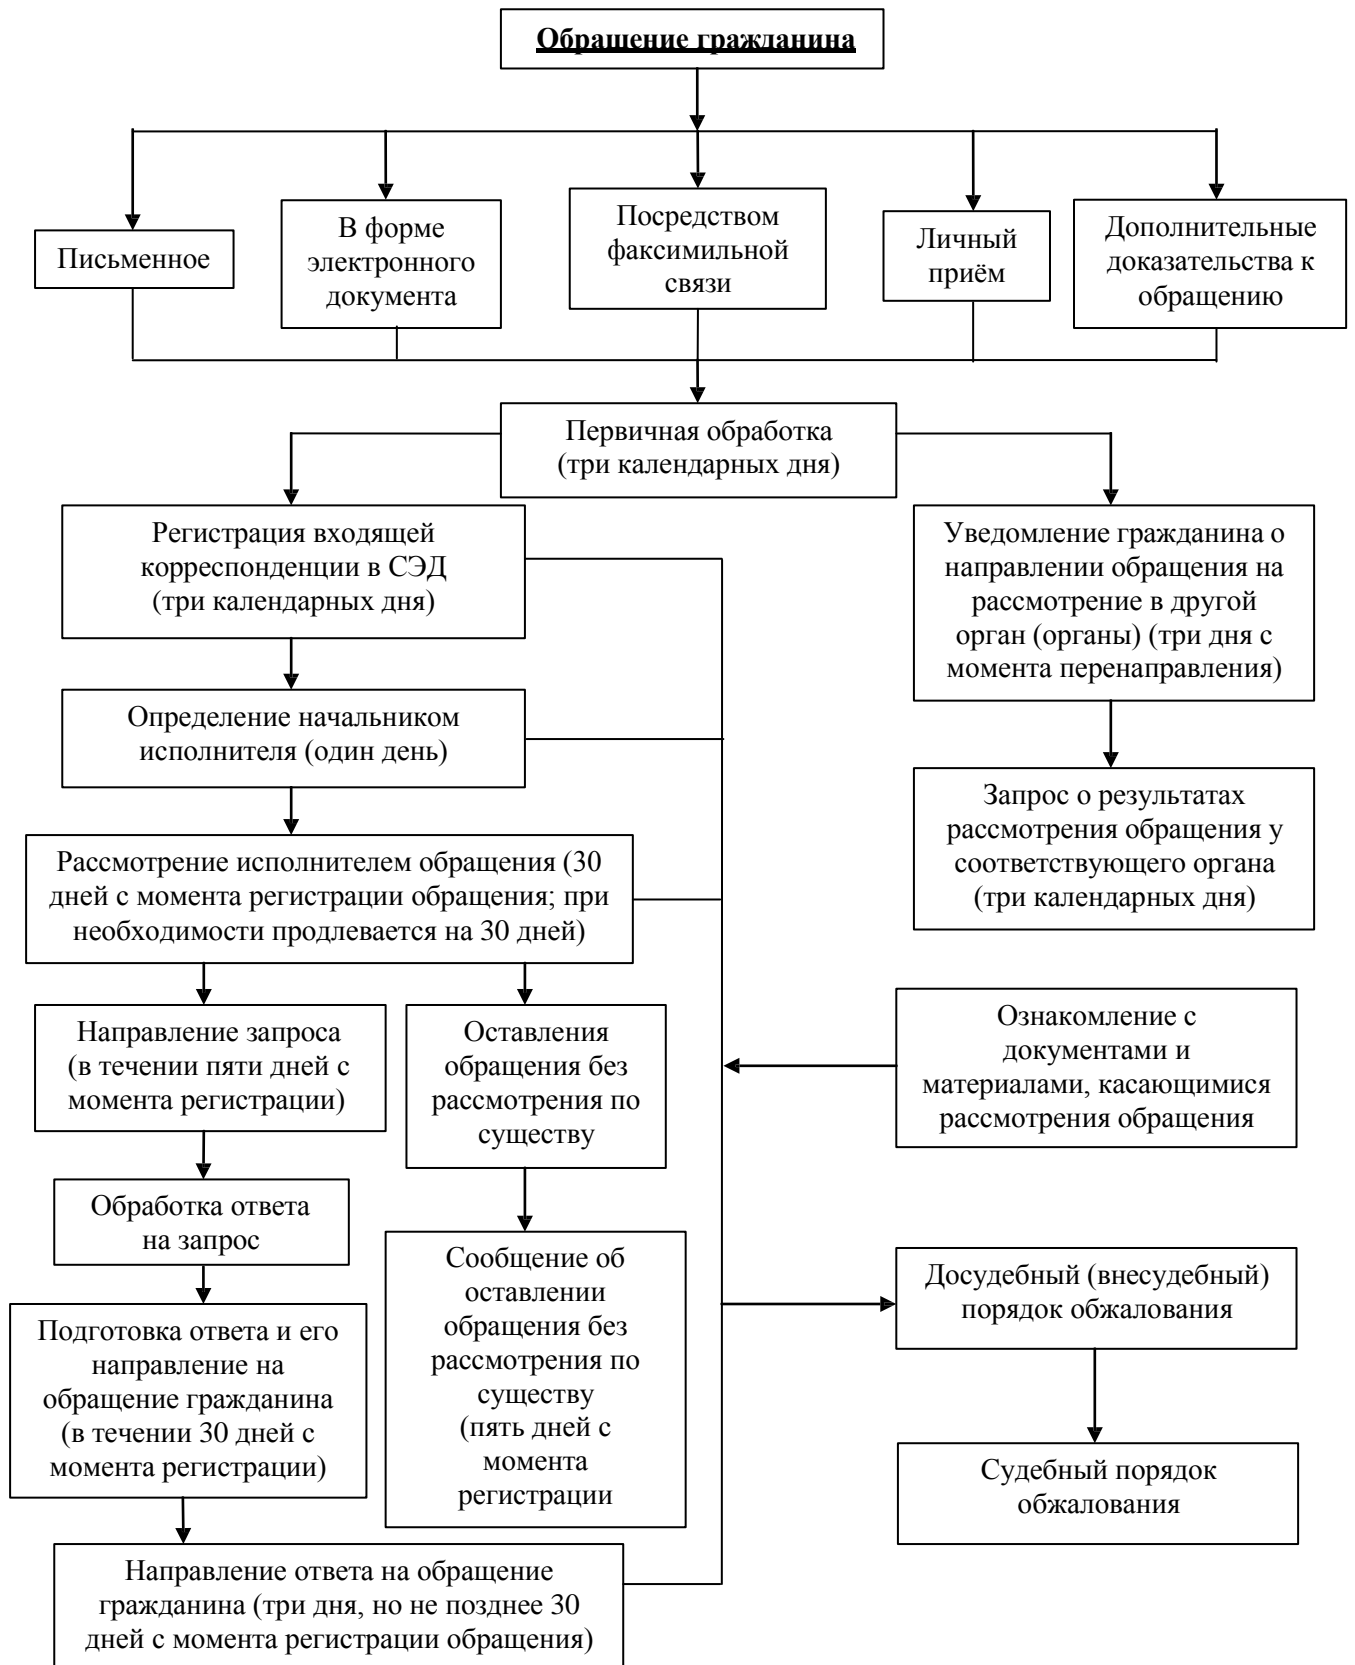 Обращение гражданина
Письменное
В форме
электронного
документа
Посредством
факсимильной
связи
Личный
приём
Дополнительные
доказательства к
обращению
Первичная обработка
(три календарных дня)
Регистрация входящей
корреспонденции в СЭД
(три календарных дня)
Уведомление гражданина о
направлении обращения на
рассмотрение в другой
орган (органы) (три дня с
момента перенаправления)
Определение начальником
исполнителя (один день)
Запрос о результатах
рассмотрения обращения у
соответствующего органа
(три календарных дня)
Рассмотрение исполнителем обращения (30
дней с момента регистрации обращения; при
необходимости продлевается на 30 дней)
Направление запроса
(в течении пяти дней с
момента регистрации)
Оставления
обращения без
рассмотрения по
существу
Ознакомление с
документами и
материалами, касающимися
рассмотрения обращения
Обработка ответа
на запрос
Сообщение об
оставлении
обращения без
рассмотрения по
существу
(пять дней с
момента
регистрации
Досудебный (внесудебный)
порядок обжалования
Подготовка ответа и его
направление на
обращение гражданина
(в течении 30 дней с
момента регистрации)
Судебный порядок
обжалования
Направление ответа на обращение
гражданина (три дня, но не позднее 30
дней с момента регистрации обращения)